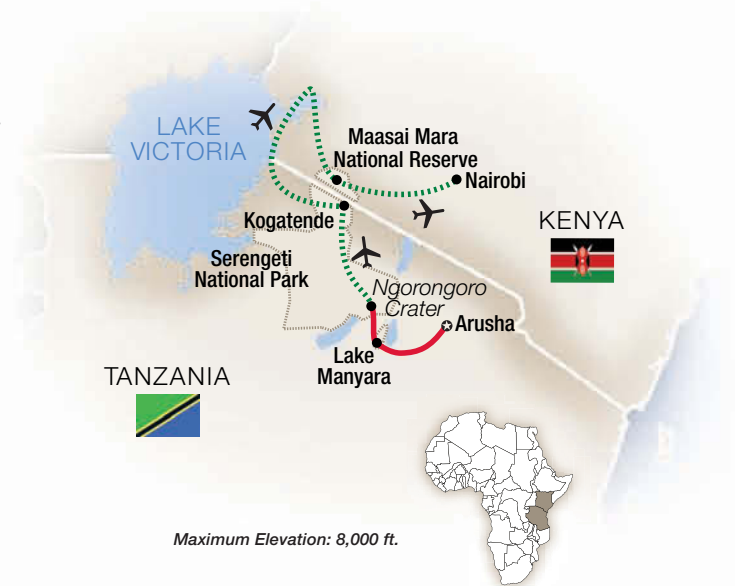 LAKE
VICTORIA
Maasai Mara
National Reserve
Nairobi
Kogatende
KENYA
Serengeti
National Park
Ngorongoro
Crater
Arusha
Lake
Manyara
TANZANIA
Maximum Elevation: 8,000 ft.